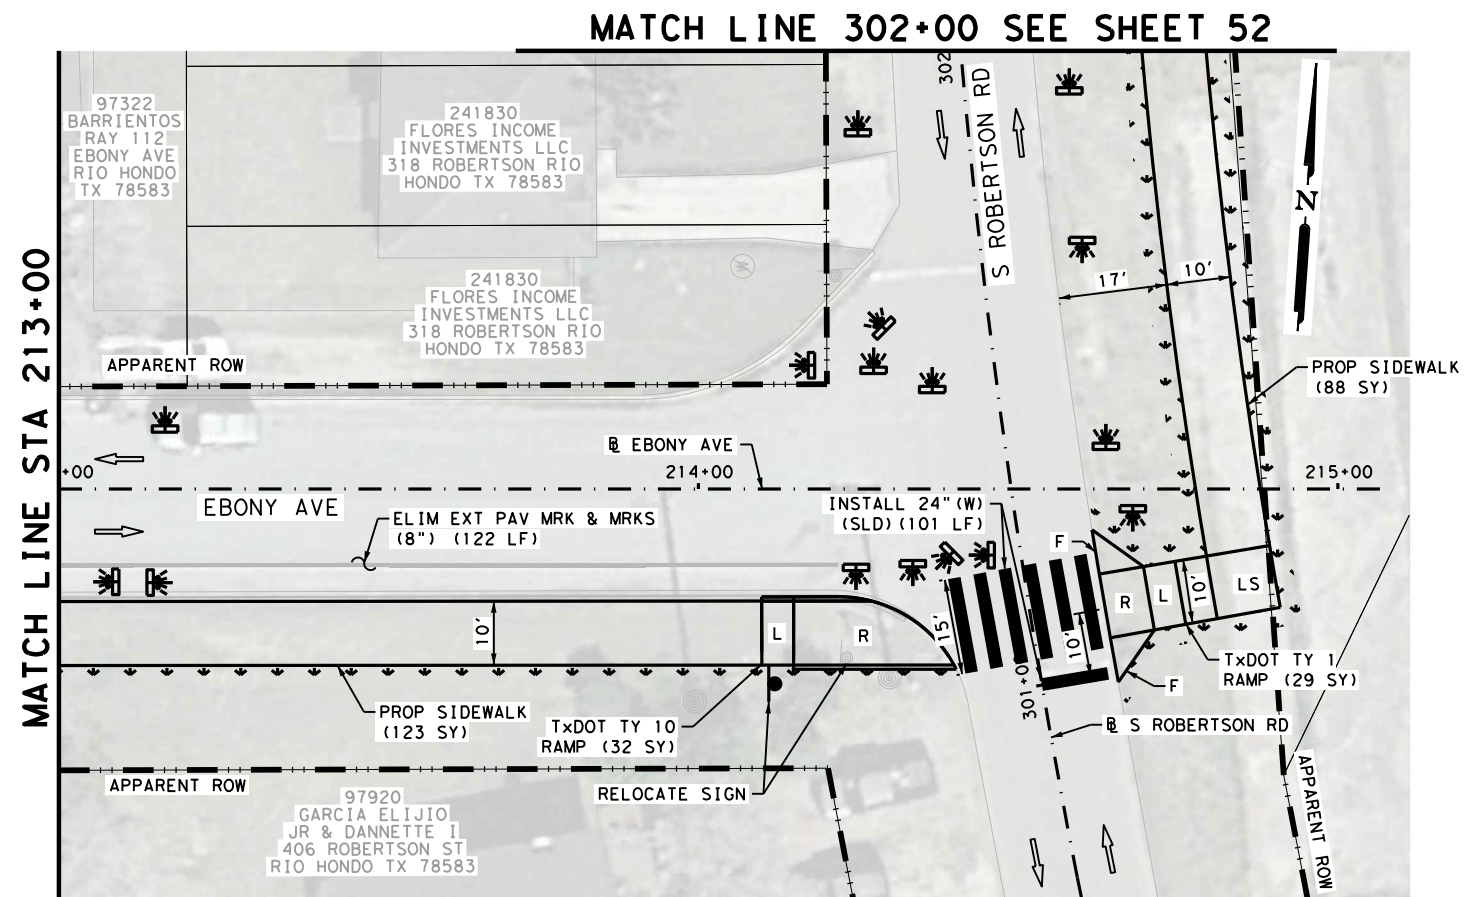 MATCH LINE 302+00 SEE SHEET 52
MATCH LINE STA 213+00
97322
BARRIENTOS
RAY 112
EBONY AVE
RIO HONDO
TX 78583
241830
FLORES INCOME
INVESTMENTS LLC
318 ROBERTSON RIO
HONDO TX 78583
302
S ROBERTSON RD
N
17'
10'
241830
FLORES INCOME
INVESTMENTS LLC
318 ROBERTSON RIO
HONDO TX 78583
W
APPARENT ROW
PROP SIDEWALK
(88 SY)
℄ EBONY AVE
+00
214+00
215+00
EBONY AVE
ELIM EXT PAV MRK & MRKS
(8") (122 LF)
INSTALL 24"(W)
(SLD)(101 LF)
F
R
L
10'
LS
10'
L
R
15'
10'
301+0
F
TxDOT TY 1
RAMP (29 SY)
PROP SIDEWALK
(123 SY)
TxDOT TY 10
RAMP (32 SY)
℄ S ROBERTSON RD
RELOCATE SIGN
APPARENT ROW
APPARENT ROW
97920
GARCIA ELIJIO
JR & DANNETTE I
406 ROBERTSON ST
RIO HONDO TX 78583